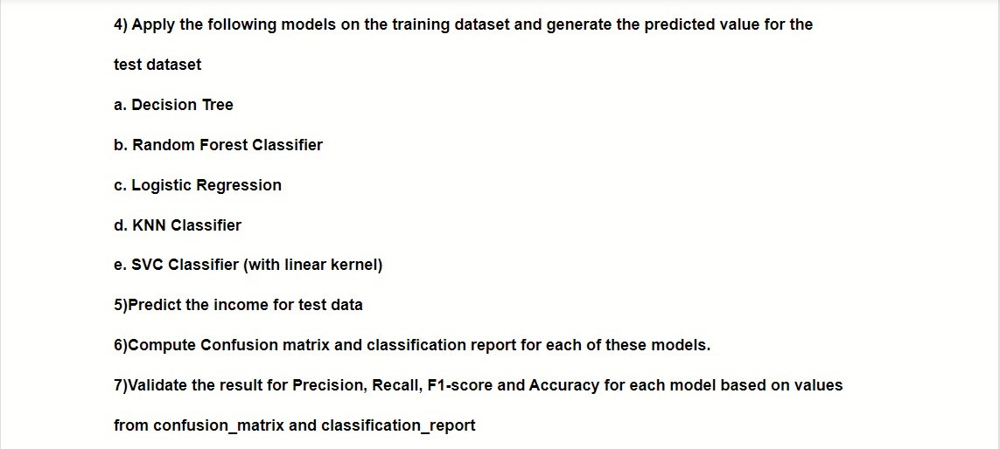 4) Apply the following models on the training dataset and generate the predicted value for the
test dataset
a. Decision Tree
b. Random Forest Classifier
c. Logistic Regression
d. KNN Classifier
e. SVC Classifier (with linear kernel)
5)Predict the income for test data
6)Compute Confusion matrix and classification report for each of these models.
7)Validate the result for Precision, Recall, F1-score and Accuracy for each model based on values
from confusion_matrix and classification_report